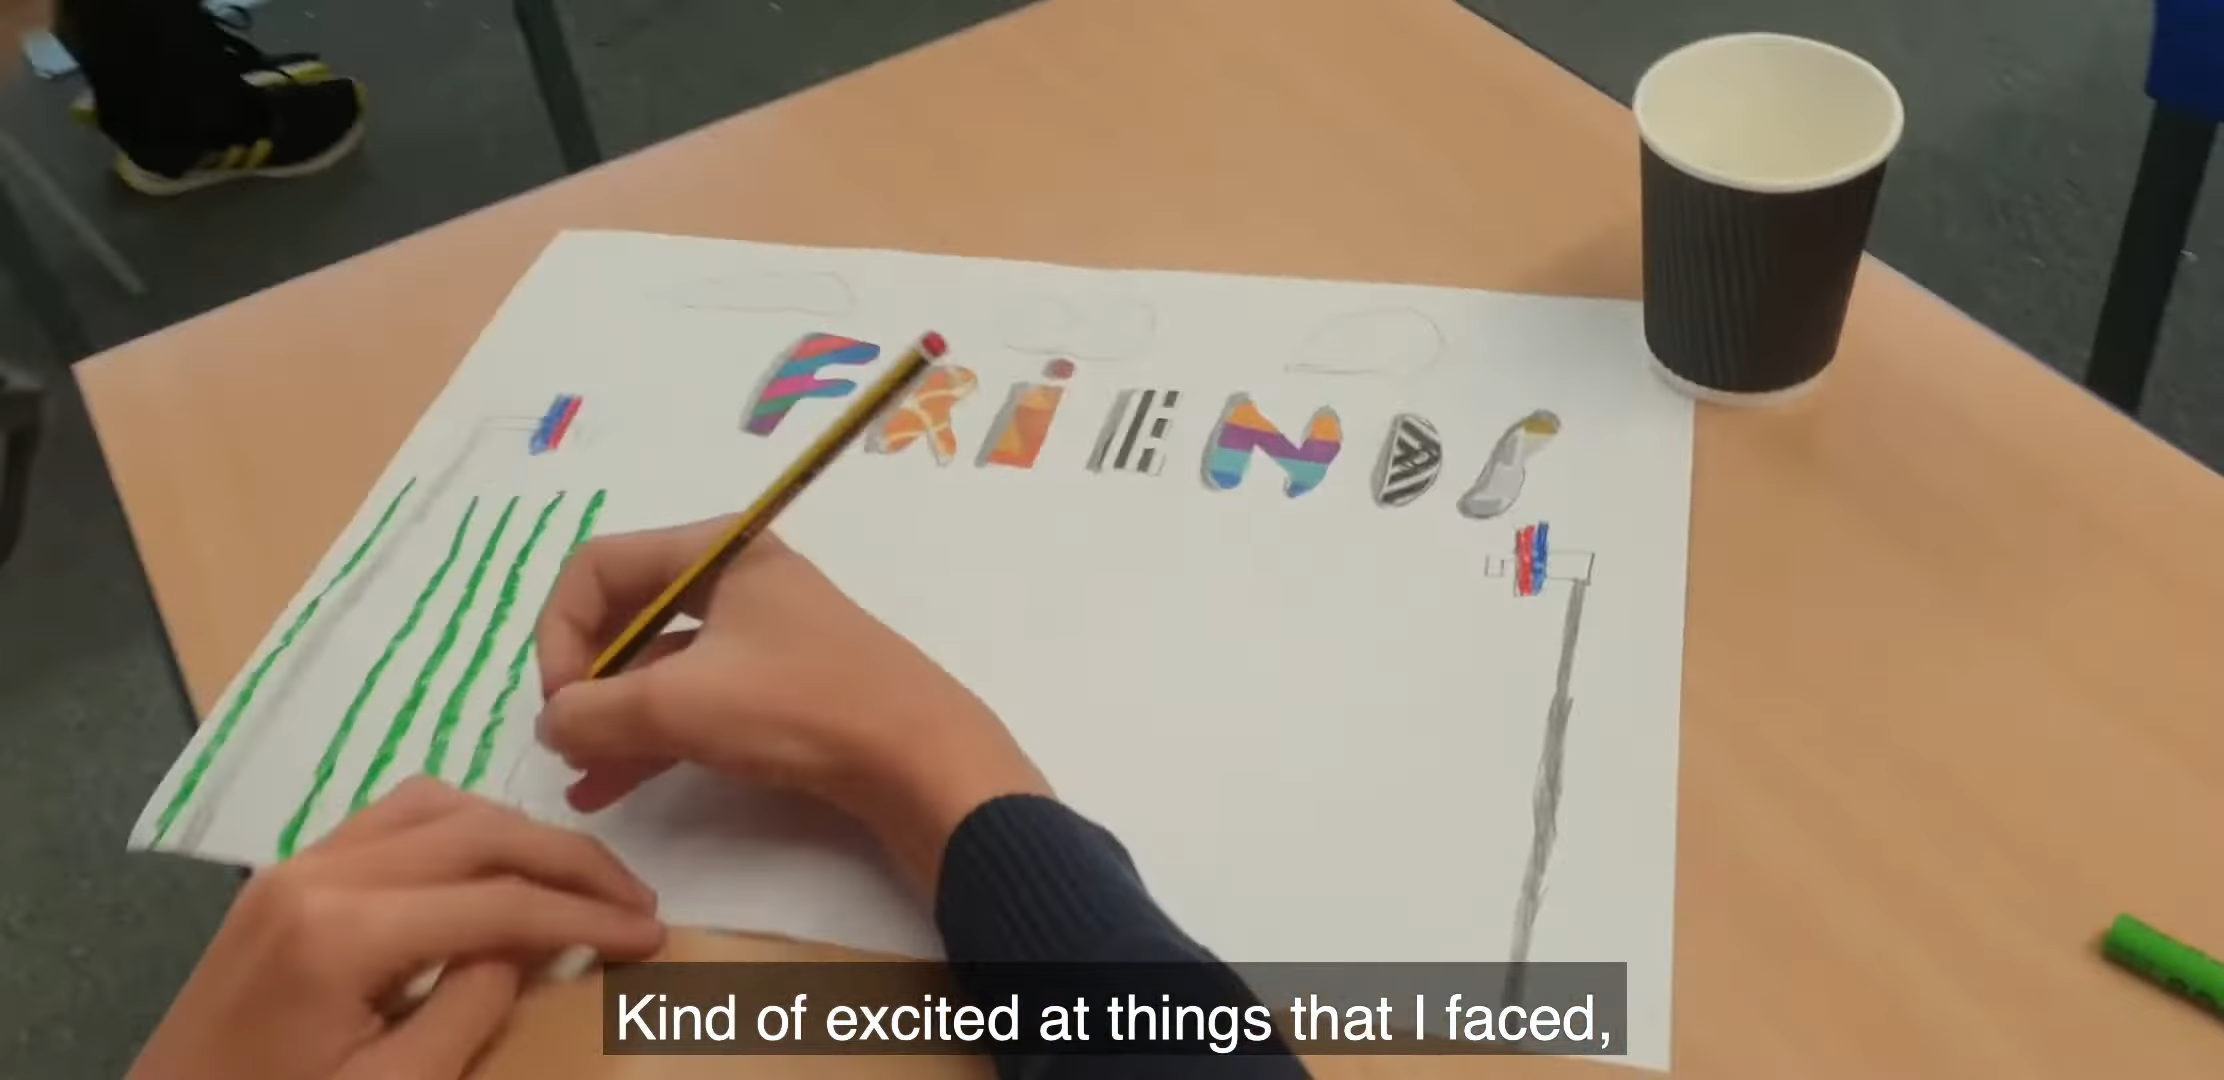 FRiENDS
Kind of excited at things that I faced,